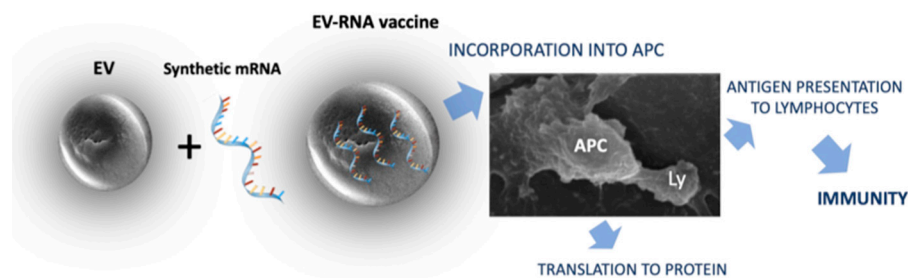 EV-RNA vaccine
EV
Synthetic mRNA
+
INCORPORATION INTO APC
APC
Ly
ANTIGEN PRESENTATION
TO LYMPHOCYTES
IMMUNITY
TRANSLATION TO PROTEIN